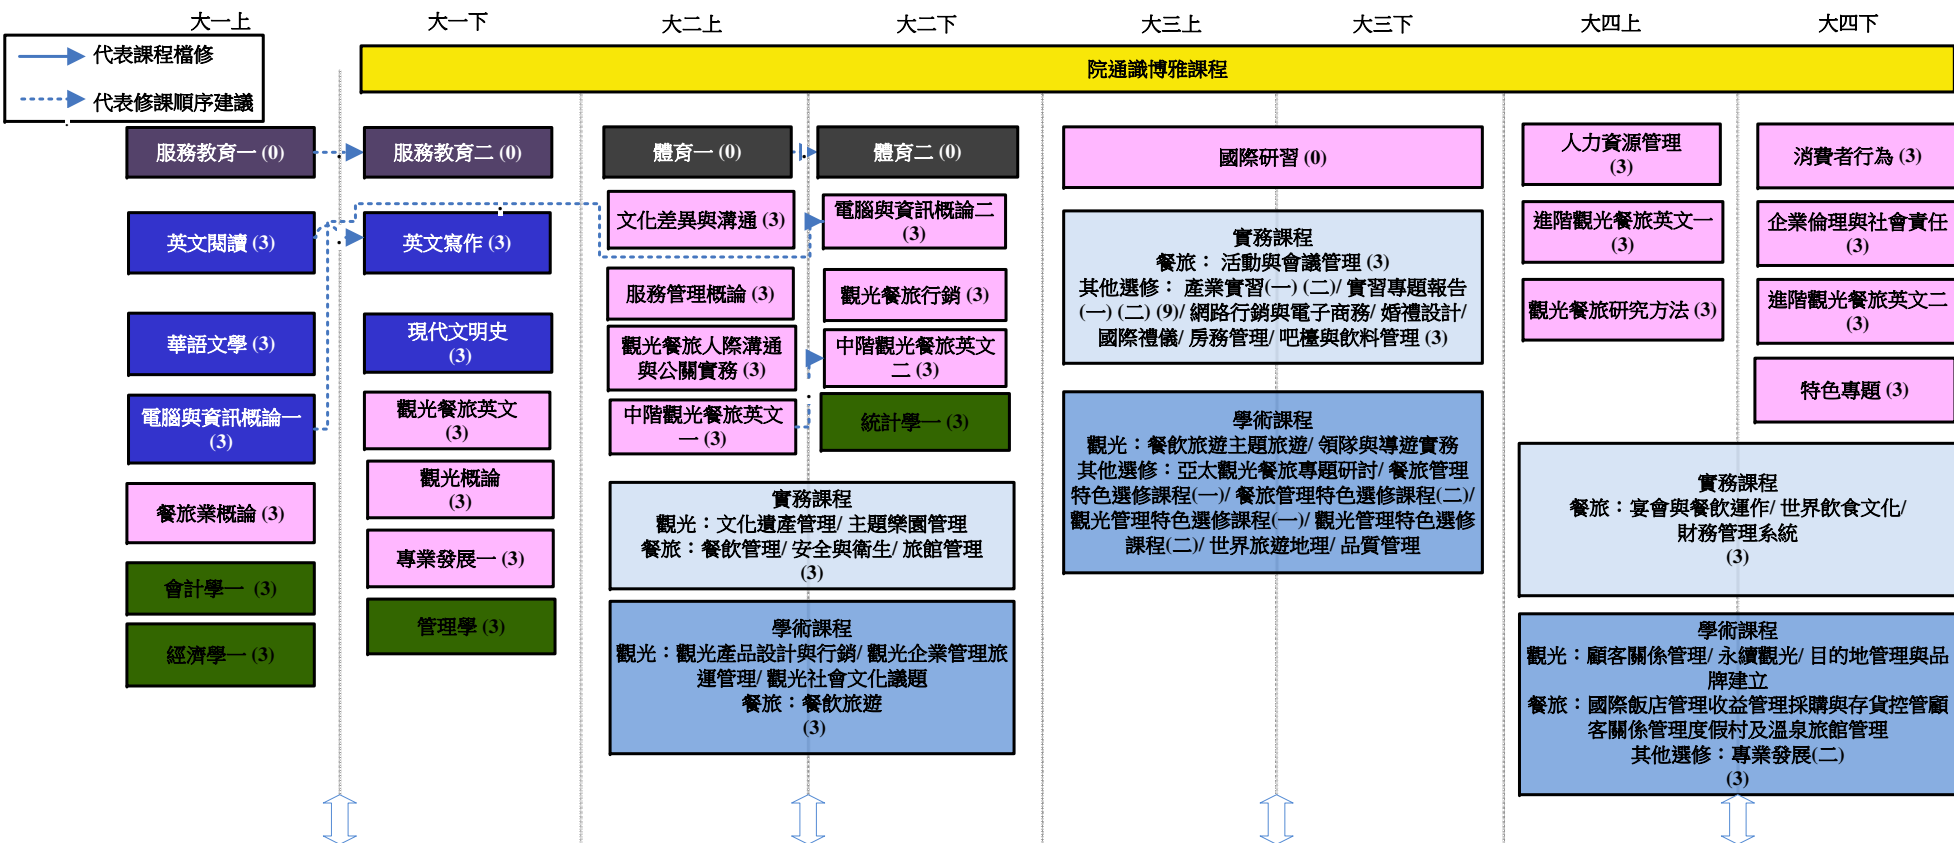 大一上
大一下
大二上
大二下
大三上
大三下
大四上
大四下
代表課程檔修
代表修課順序建議
院通識博雅課程
服務教育一 (0)
英文閱讀 (3)
華語文學 (3)
電腦與資訊概論一
(3)
餐旅業概論 (3)
會計學一 (3)
經濟學一 (3)
服務教育二 (0)
英文寫作 (3)
現代文明史
(3)
觀光餐旅英文
(3)
觀光概論
(3)
專業發展一 (3)
管理學 (3)
體育一 (0)
文化差異與溝通 (3)
服務管理概論 (3)
觀光餐旅人際溝通
與公關實務 (3)
中階觀光餐旅英文
一 (3)
體育二 (0)
電腦與資訊概論二
(3)
觀光餐旅行銷 (3)
中階觀光餐旅英文
二 (3)
統計學一 (3)
實務課程
觀光：文化遺產管理/ 主題樂園管理
餐旅：餐飲管理/ 安全與衛生/ 旅館管理
(3)
學術課程
觀光：觀光產品設計與行銷/ 觀光企業管理旅
運管理/ 觀光社會文化議題
餐旅：餐飲旅遊
(3)
國際研習 (0)
實務課程
餐旅： 活動與會議管理 (3)
其他選修： 產業實習(一) (二)/ 實習專題報告
(一) (二) (9)/ 網路行銷與電子商務/ 婚禮設計/
國際禮儀/ 房務管理/ 吧檯與飲料管理 (3)
學術課程
觀光：餐飲旅遊主題旅遊/ 領隊與導遊實務
其他選修：亞太觀光餐旅專題研討/ 餐旅管理
特色選修課程(一)/ 餐旅管理特色選修課程(二)/
觀光管理特色選修課程(一)/ 觀光管理特色選修
課程(二)/ 世界旅遊地理/ 品質管理
人力資源管理
(3)
進階觀光餐旅英文一
(3)
觀光餐旅研究方法 (3)
消費者行為 (3)
企業倫理與社會責任
(3)
進階觀光餐旅英文二
(3)
特色專題 (3)
實務課程
餐旅：宴會與餐飲運作/ 世界飲食文化/
財務管理系統
(3)
學術課程
觀光：顧客關係管理/ 永續觀光/ 目的地管理與品
牌建立
餐旅：國際飯店管理收益管理採購與存貨控管顧
客關係管理度假村及溫泉旅館管理
其他選修：專業發展(二)
(3)